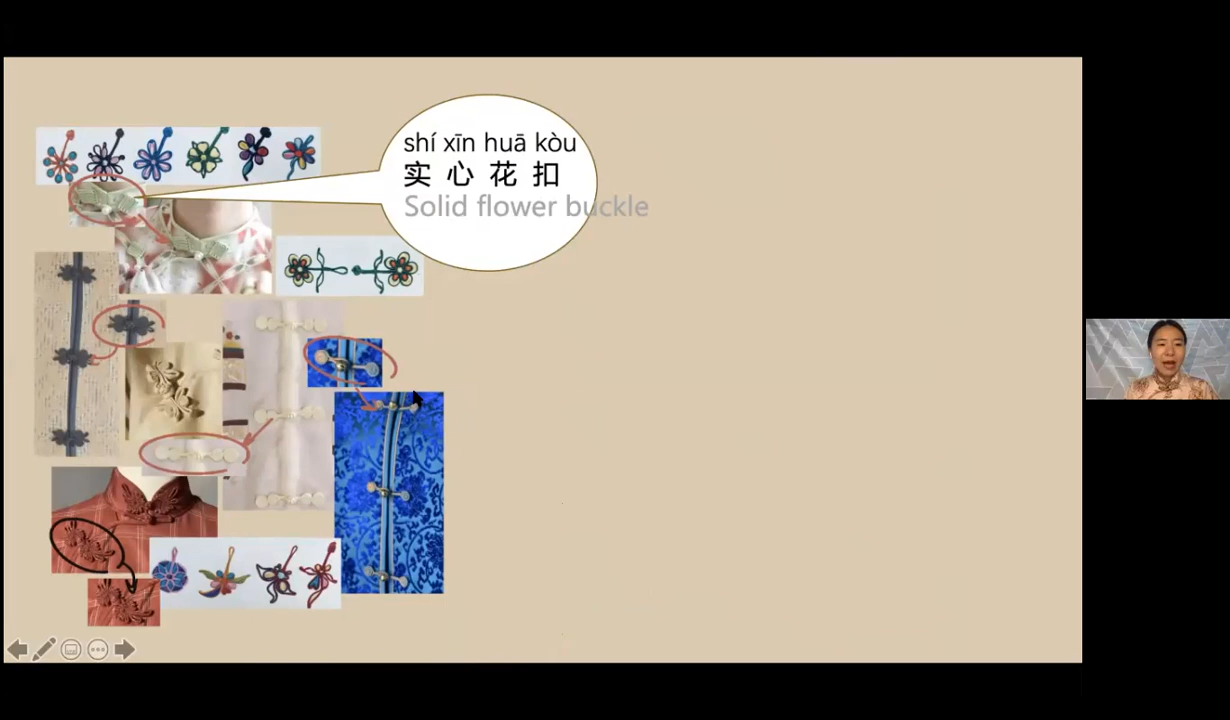 shí xīn huā kòu
实心花扣
Solid flower buckle